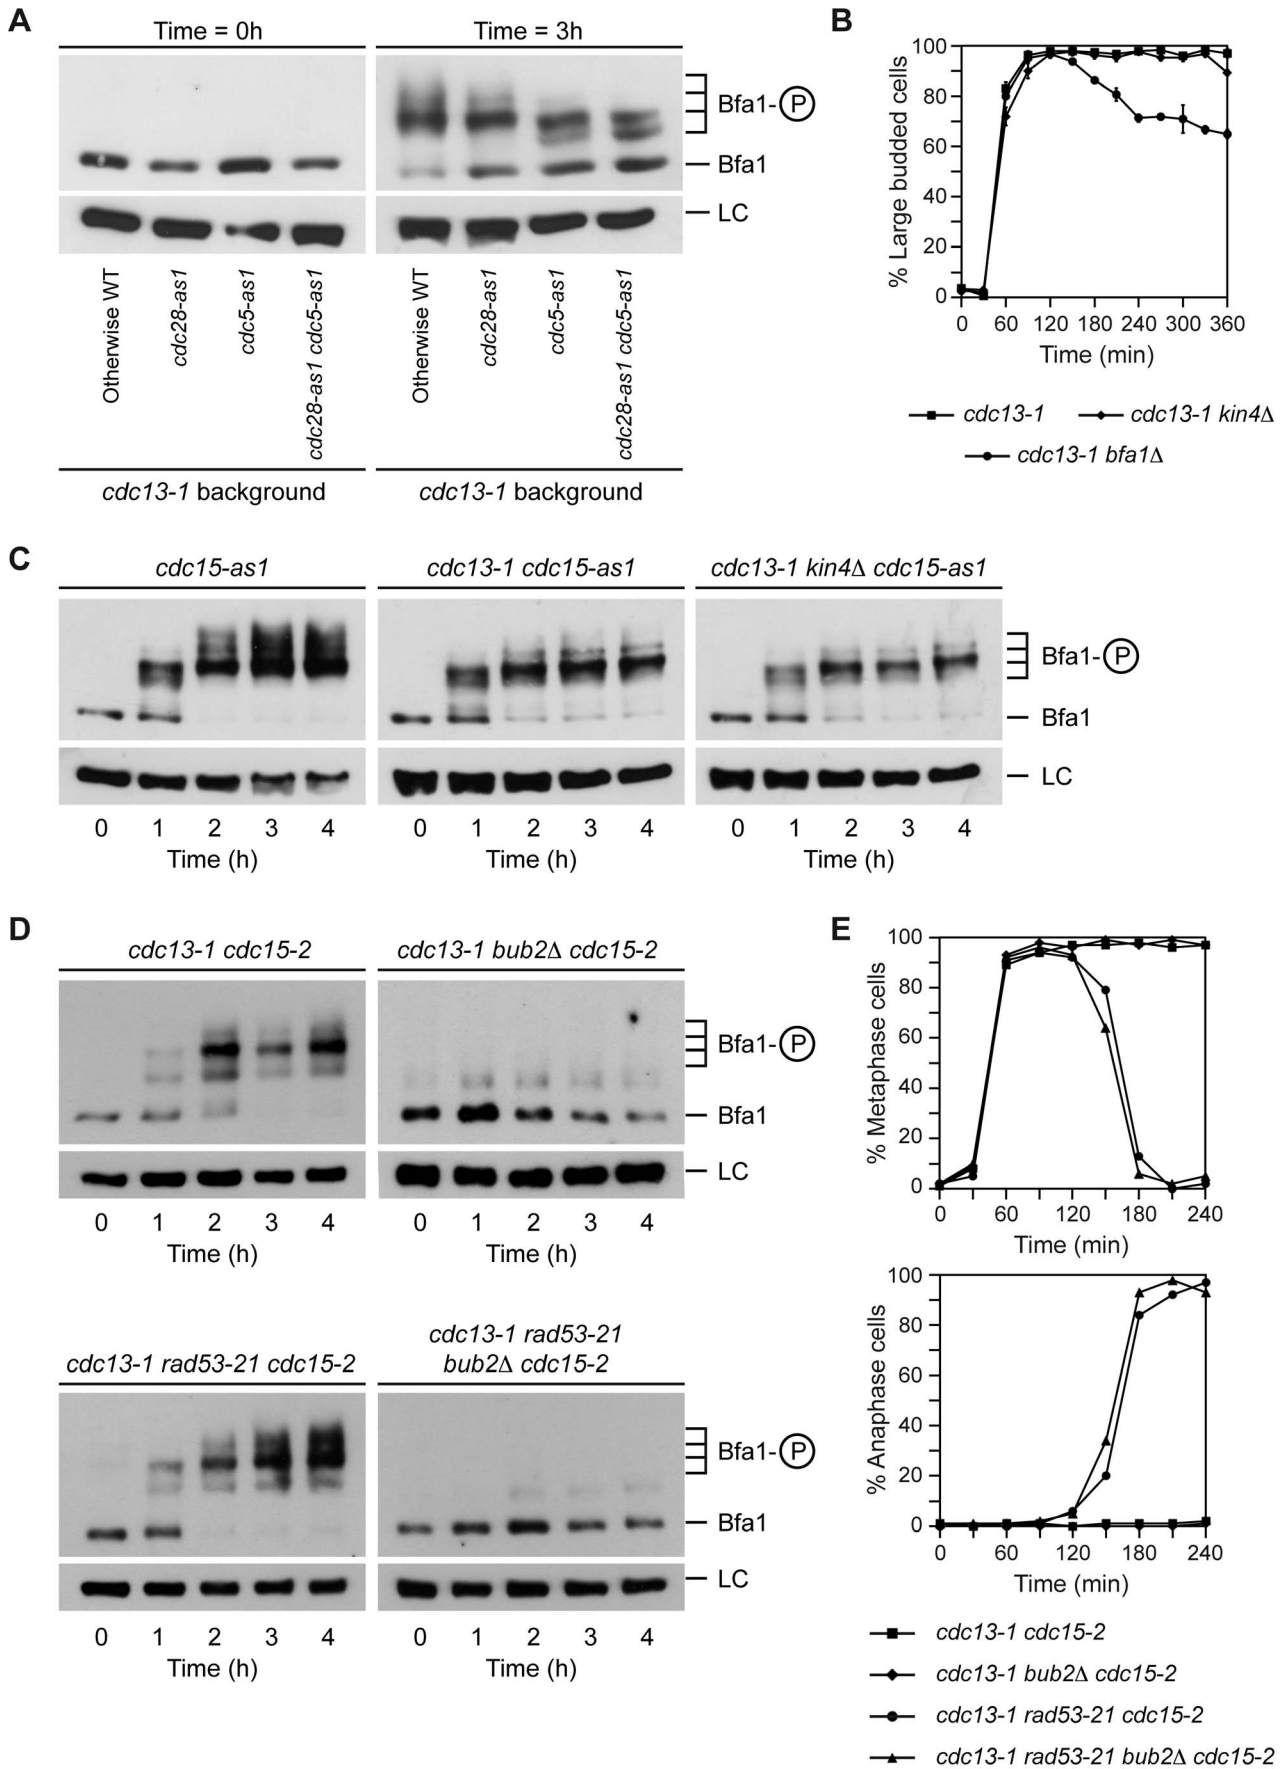 A
Time = 0h
Time = 3h
Bfa1-P
Bfa1
LC
Otherwise WT
cdc28-as1
cdc5-as1
cdc28-as1 cdc5-as1
Otherwise WT
cdc28-as1
cdc5-as1
cdc28-as1 cdc5-as1
cdc13-1 background
cdc13-1 background
B
% Large budded cells
100
80
60
40
20
0
0 60 120 180 240 300 360
Time (min)
cdc13-1
cdc13-1 kin4Δ
cdc13-1 bfa1Δ
C
cdc15-as1
cdc13-1 cdc15-as1
cdc13-1 kin4Δ cdc15-as1
Bfa1-P
Bfa1
LC
0 1 2 3 4
0 1 2 3 4
0 1 2 3 4
Time (h)
Time (h)
Time (h)
D
cdc13-1 cdc15-2
cdc13-1 bub2Δ cdc15-2
Bfa1-P
Bfa1
LC
0 1 2 3 4
0 1 2 3 4
Time (h)
Time (h)
cdc13-1 rad53-21 cdc15-2
cdc13-1 rad53-21
bub2Δ cdc15-2
Bfa1-P
Bfa1
LC
0 1 2 3 4
0 1 2 3 4
Time (h)
Time (h)
E
% Metaphase cells
100
80
60
40
20
0
0 60 120 180 240
Time (min)
% Anaphase cells
100
80
60
40
20
0
0 60 120 180 240
Time (min)
cdc13-1 cdc15-2
cdc13-1 bub2Δ cdc15-2
cdc13-1 rad53-21 cdc15-2
cdc13-1 rad53-21 bub2Δ cdc15-2